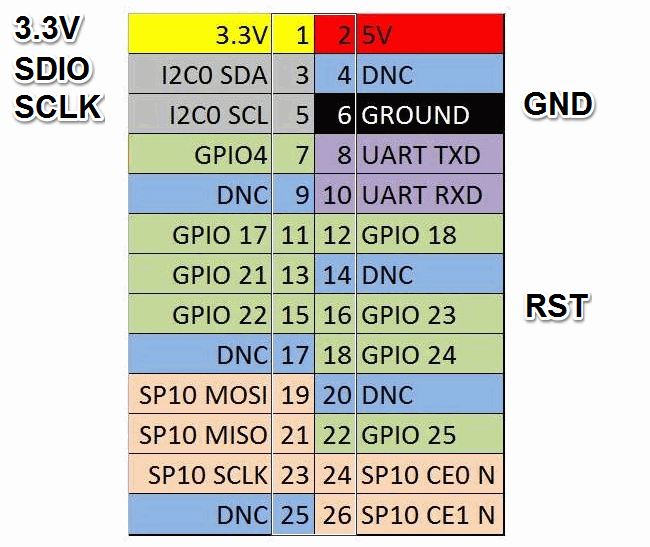 3.3V 3.3V 1 2 5V
SDIO I2C0 SDA 3 4 DNC
SCLK I2C0 SCL 5 6 GROUND GND
GPIO4 7 8 UART TXD
DNC 9 10 UART RXD
GPIO 17 11 12 GPIO 18
GPIO 21 13 14 DNC
GPIO 22 15 16 GPIO 23 RST
DNC 17 18 GPIO 24
SP10 MOSI 19 20 DNC
SP10 MISO 21 22 GPIO 25
SP10 SCLK 23 24 SP10 CE0 N
DNC 25 26 SP10 CE1 N